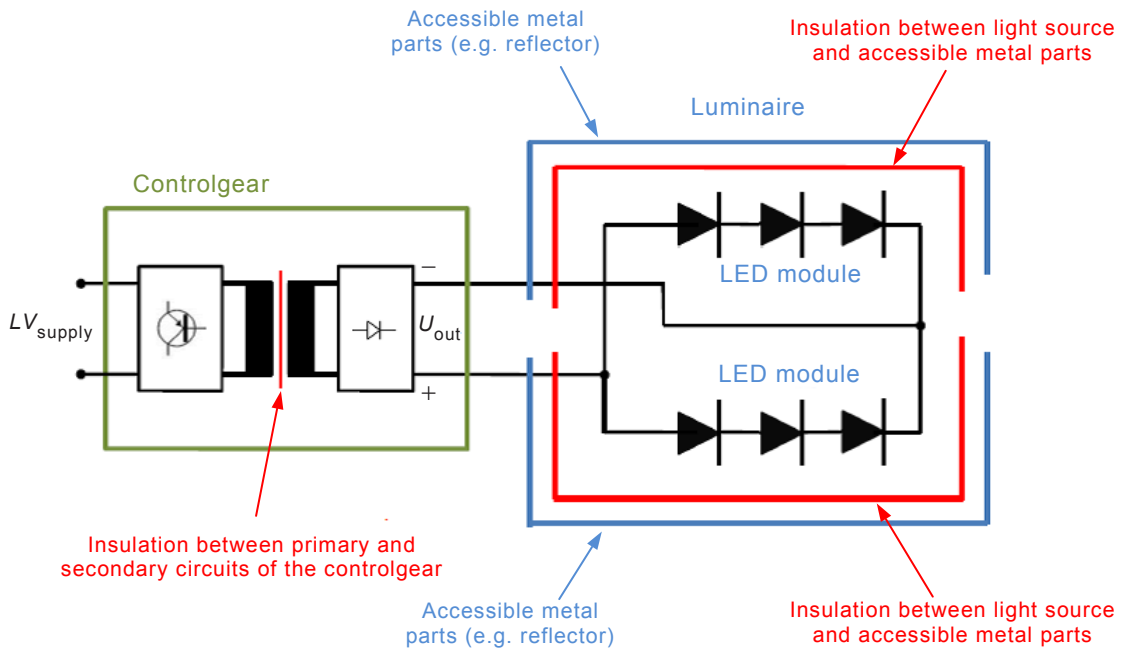 Accessible metal
parts (e.g. reflector)
Insulation between light source
and accessible metal parts
Luminaire
Controlgear
LED module
−
LVsupply
Uout
LED module
+
Insulation between primary and
secondary circuits of the controlgear
Accessible metal
parts (e.g. reflector)
Insulation between light source
and accessible metal parts